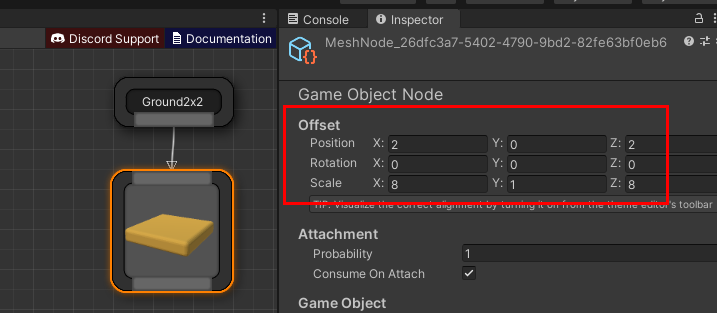 Console Inspector
Discord Support Documentation
MeshNode_26dfc3a7-5402-4790-9bd2-82fe63bf0eb6
Game Object Node
Ground2x2
Offset
Position X: 2 Y: 0 Z: 2
Rotation X: 0 Y: 0 Z: 0
Scale X: 8 Y: 1 Z: 8
TIP: Visualize the correct alignment by turning it on from the theme editor's toolbar
Attachment
Probability 1
Consume On Attach
Game Object